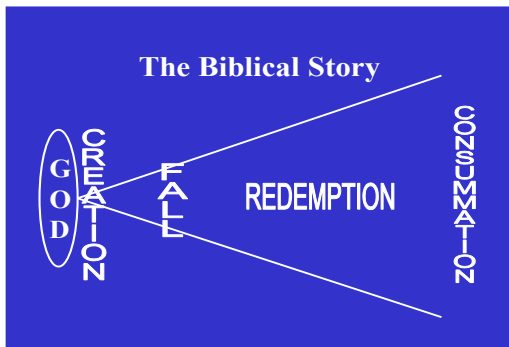 The Biblical Story
GOD
CREATION
FALL
REDEMPTION
CONSUMMATION